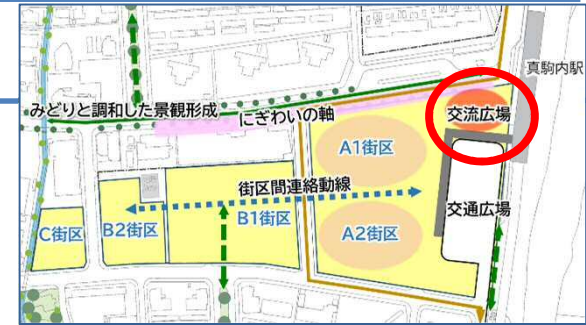 真駒内駅
交流広場
みどりと調和した景観形成
にぎわいの軸
A1街区
街区間連絡動線
交通広場
B1街区
B2街区
C街区
A2街区